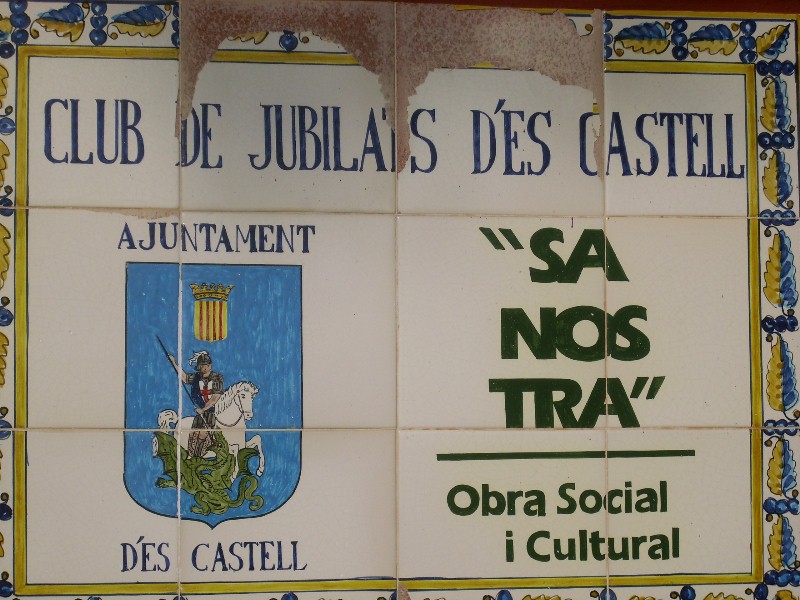 CLUB DE JUBILATS D'ES CASTELL
AJUNTAMENT
D'ES CASTELL
"SA
NOS
TRA"
Obra Social
i Cultural